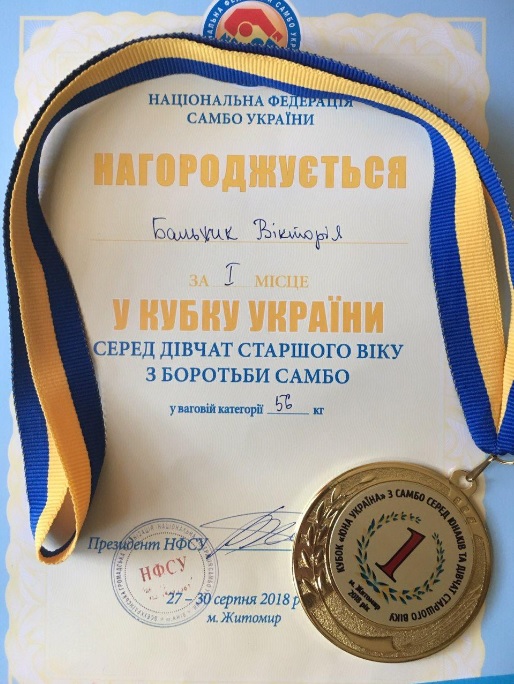 НАЦІОНАЛЬНА ФЕДЕРАЦІЯ
САМБО УКРАЇНИ
НАГОРОДЖУЄТЬСЯ
Вікторія
ЗА I МІСЦЕ
У КУБКУ УКРАЇНИ
СЕРЕД ДІВЧАТ СТАРШОГО ВІКУ
З БОРОТЬБИ САМБО
у ваговій категорії 56 кг
Президент НФСУ
НФСУ
27 – 30 серпня 2018 р
м. Житомир
КУБОК «ЮНА УКРАЇНА» З САМБО СЕРЕД ЮНАКІВ ТА ДІВЧАТ СТАРШОГО ВІКУ
1
м. Житомир
2018 рік